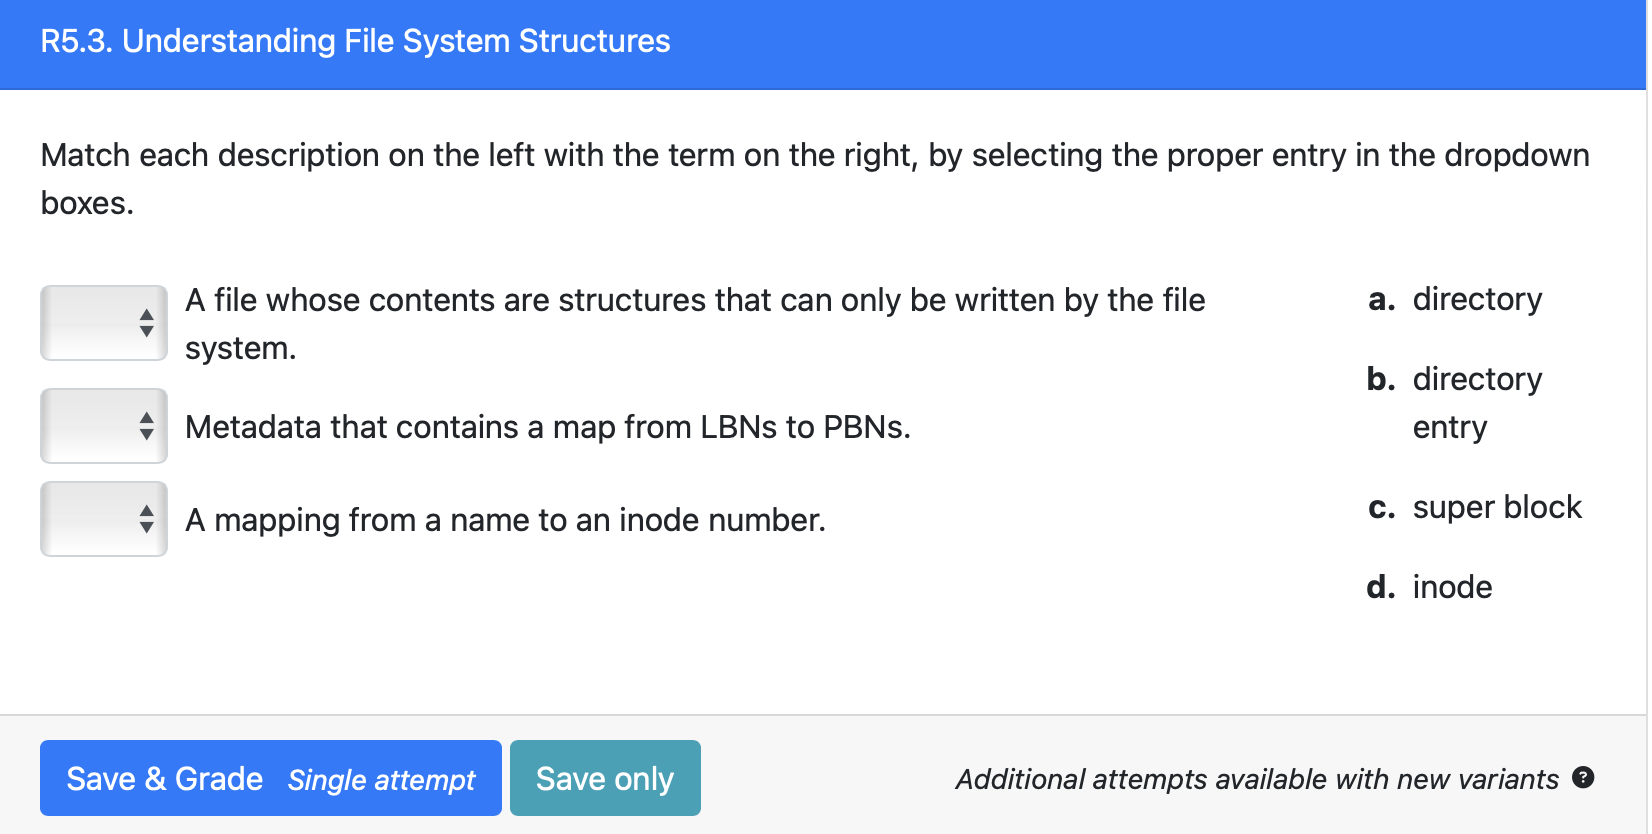 R5.3. Understanding File System Structures
Match each description on the left with the term on the right, by selecting the proper entry in the dropdown
boxes.
A file whose contents are structures that can only be written by the file
system.
Metadata that contains a map from LBNs to PBNs.
A mapping from a name to an inode number.
a. directory
b. directory
entry
c. super block
d. inode
Save & Grade Single attempt
Save only
Additional attempts available with new variants ?